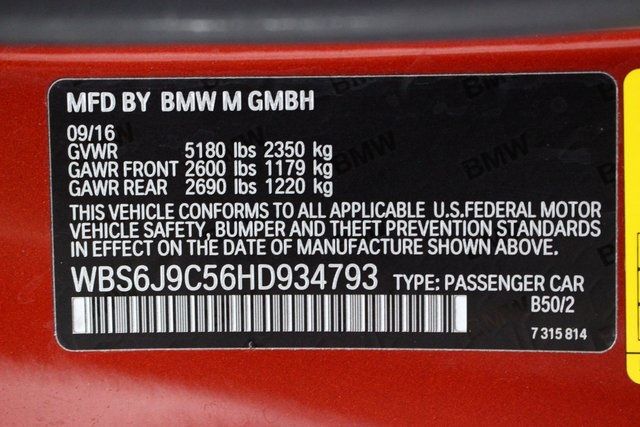 MFD BY BMW M GMBH
09/16
GVWR 5180 lbs 2350 kg
GAWR FRONT 2600 lbs 1179 kg
GAWR REAR 2690 lbs 1220 kg
THIS VEHICLE CONFORMS TO ALL APPLICABLE U.S.FEDERAL MOTOR
VEHICLE SAFETY, BUMPER AND THEFT PREVENTION STANDARDS
IN EFFECT ON THE DATE OF MANUFACTURE SHOWN ABOVE.
WBS6J9C56HD934793 TYPE: PASSENGER CAR
B50/2
7 315 814